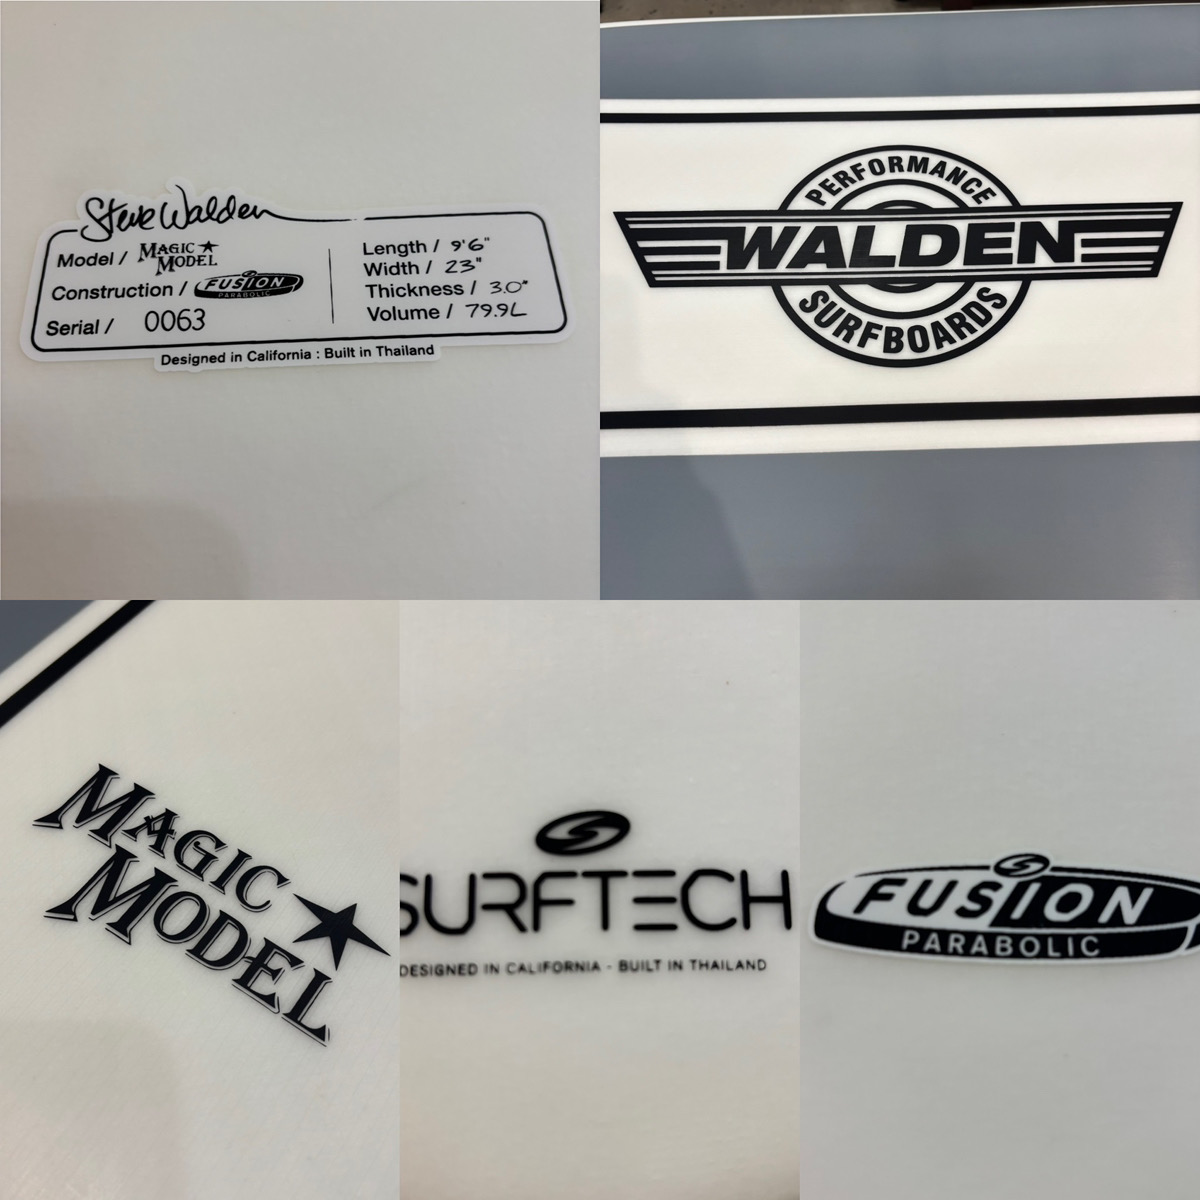 Steve Walden
Model / MAGIC MODEL
Construction / FUSION PARABOLIC
Serial / 0063
Length / 9'6"
Width / 23"
Thickness / 3.0"
Volume / 79.9L
Designed in California : Built in Thailand
PERFORMANCE
WALDEN
SURFBOARDS
MAGIC
MODEL
SURFTECH
DESIGNED IN CALIFORNIA - BUILT IN THAILAND
FUSION
PARABOLIC